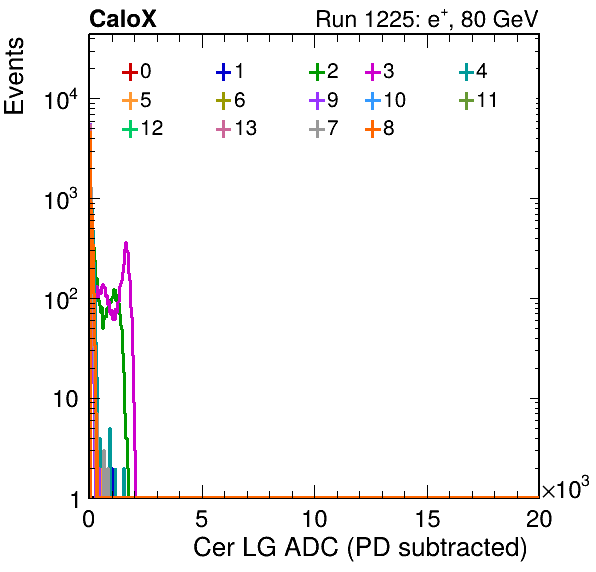 CaloX Run 1225: e⁺, 80 GeV
Events
0 1 2 3 4
5 6 9 10 11
12 13 7 8
10⁴
10³
10²
10
1
0 5 10 15 20 ×10³
Cer LG ADC (PD subtracted)